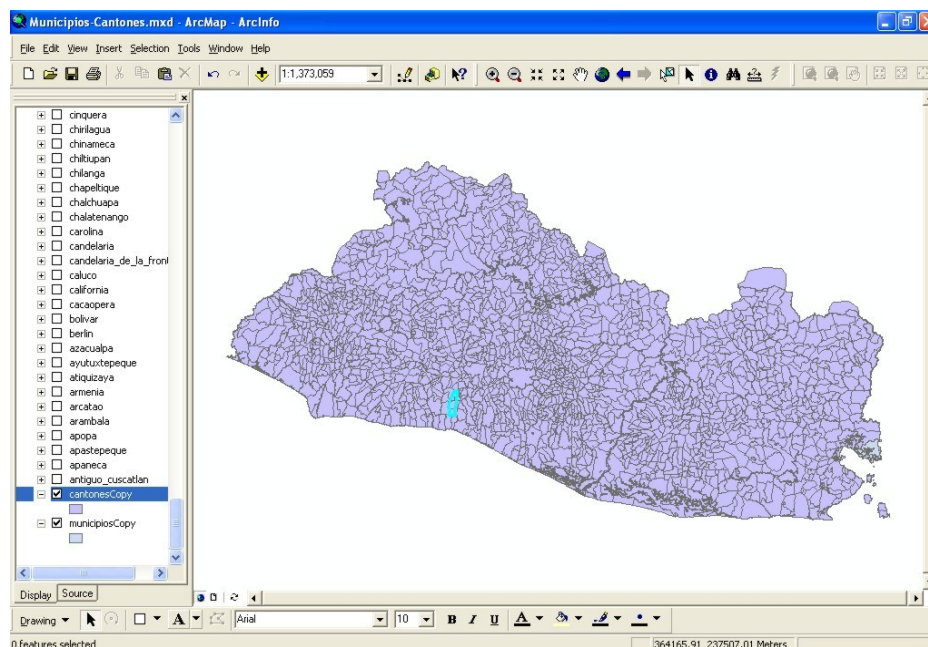 Municipios-Cantones.mxd - ArcMap - ArcInfo
File Edit View Insert Selection Tools Window Help
1:1,373,059
cinquera
chirilagua
chinameca
chiltiupan
chilanga
chapeltique
chalchuapa
chalatenango
carolina
candelaria
candelaria_de_la_front
caluco
california
cacaopera
bolivar
berlin
azacualpa
ayutuxtepeque
atiquizaya
armenia
arcatao
arambala
apopa
apastepeque
apaneca
antiguo_cuscatlan
cantonesCopy
municipiosCopy
Display Source
Drawing A Arial 10 B I U A
0 features selected 364165.91 237507.01 Meters